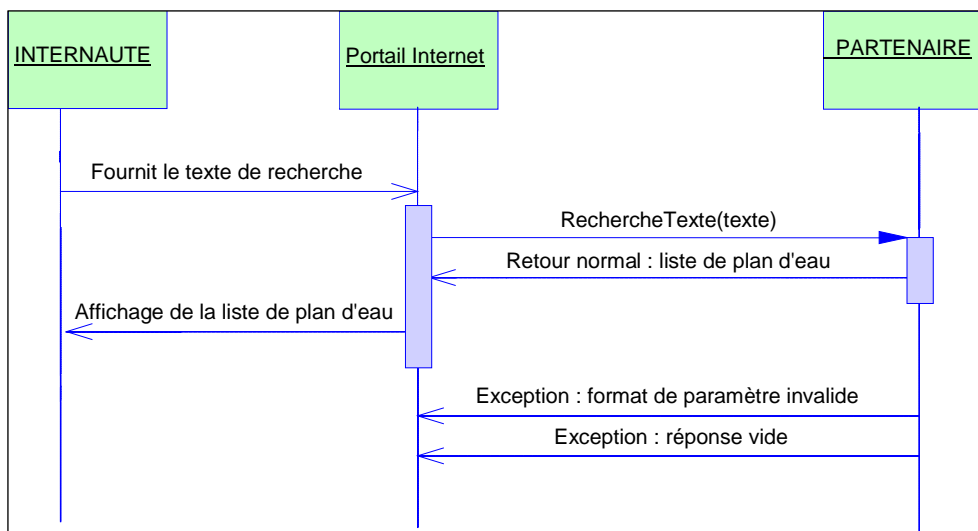 INTERNAUTE
Portail Internet
PARTENAIRE
Fournit le texte de recherche
RechercheTexte(texte)
Retour normal : liste de plan d'eau
Affichage de la liste de plan d'eau
Exception : format de paramètre invalide
Exception : réponse vide